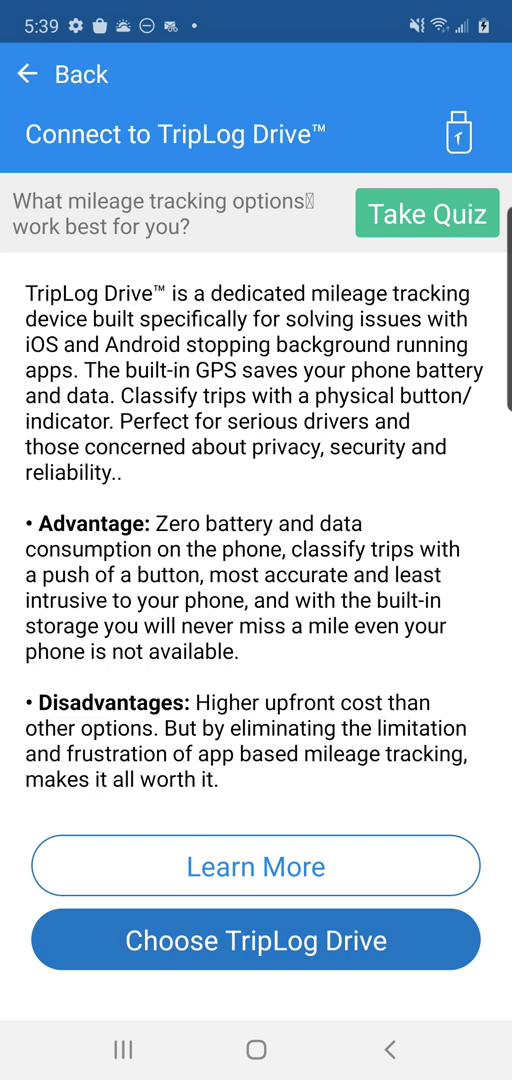 5:39
Back
Connect to TripLog Drive™
What mileage tracking options
work best for you?
Take Quiz
TripLog Drive™ is a dedicated mileage tracking
device built specifically for solving issues with
iOS and Android stopping background running
apps. The built-in GPS saves your phone battery
and data. Classify trips with a physical button/
indicator. Perfect for serious drivers and
those concerned about privacy, security and
reliability..
• Advantage: Zero battery and data
consumption on the phone, classify trips with
a push of a button, most accurate and least
intrusive to your phone, and with the built-in
storage you will never miss a mile even your
phone is not available.
• Disadvantages: Higher upfront cost than
other options. But by eliminating the limitation
and frustration of app based mileage tracking,
makes it all worth it.
Learn More
Choose TripLog Drive